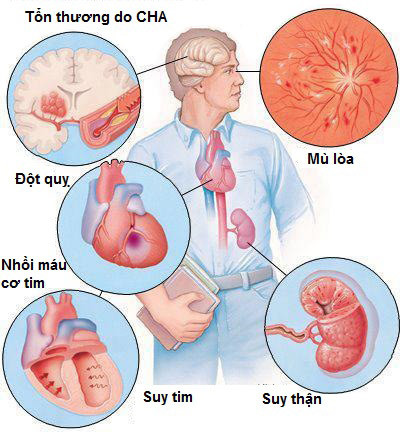 Tổn thương do CHA
Mù lòa
Đột quỵ
Nhồi máu
cơ tim
Suy tim
Suy thận